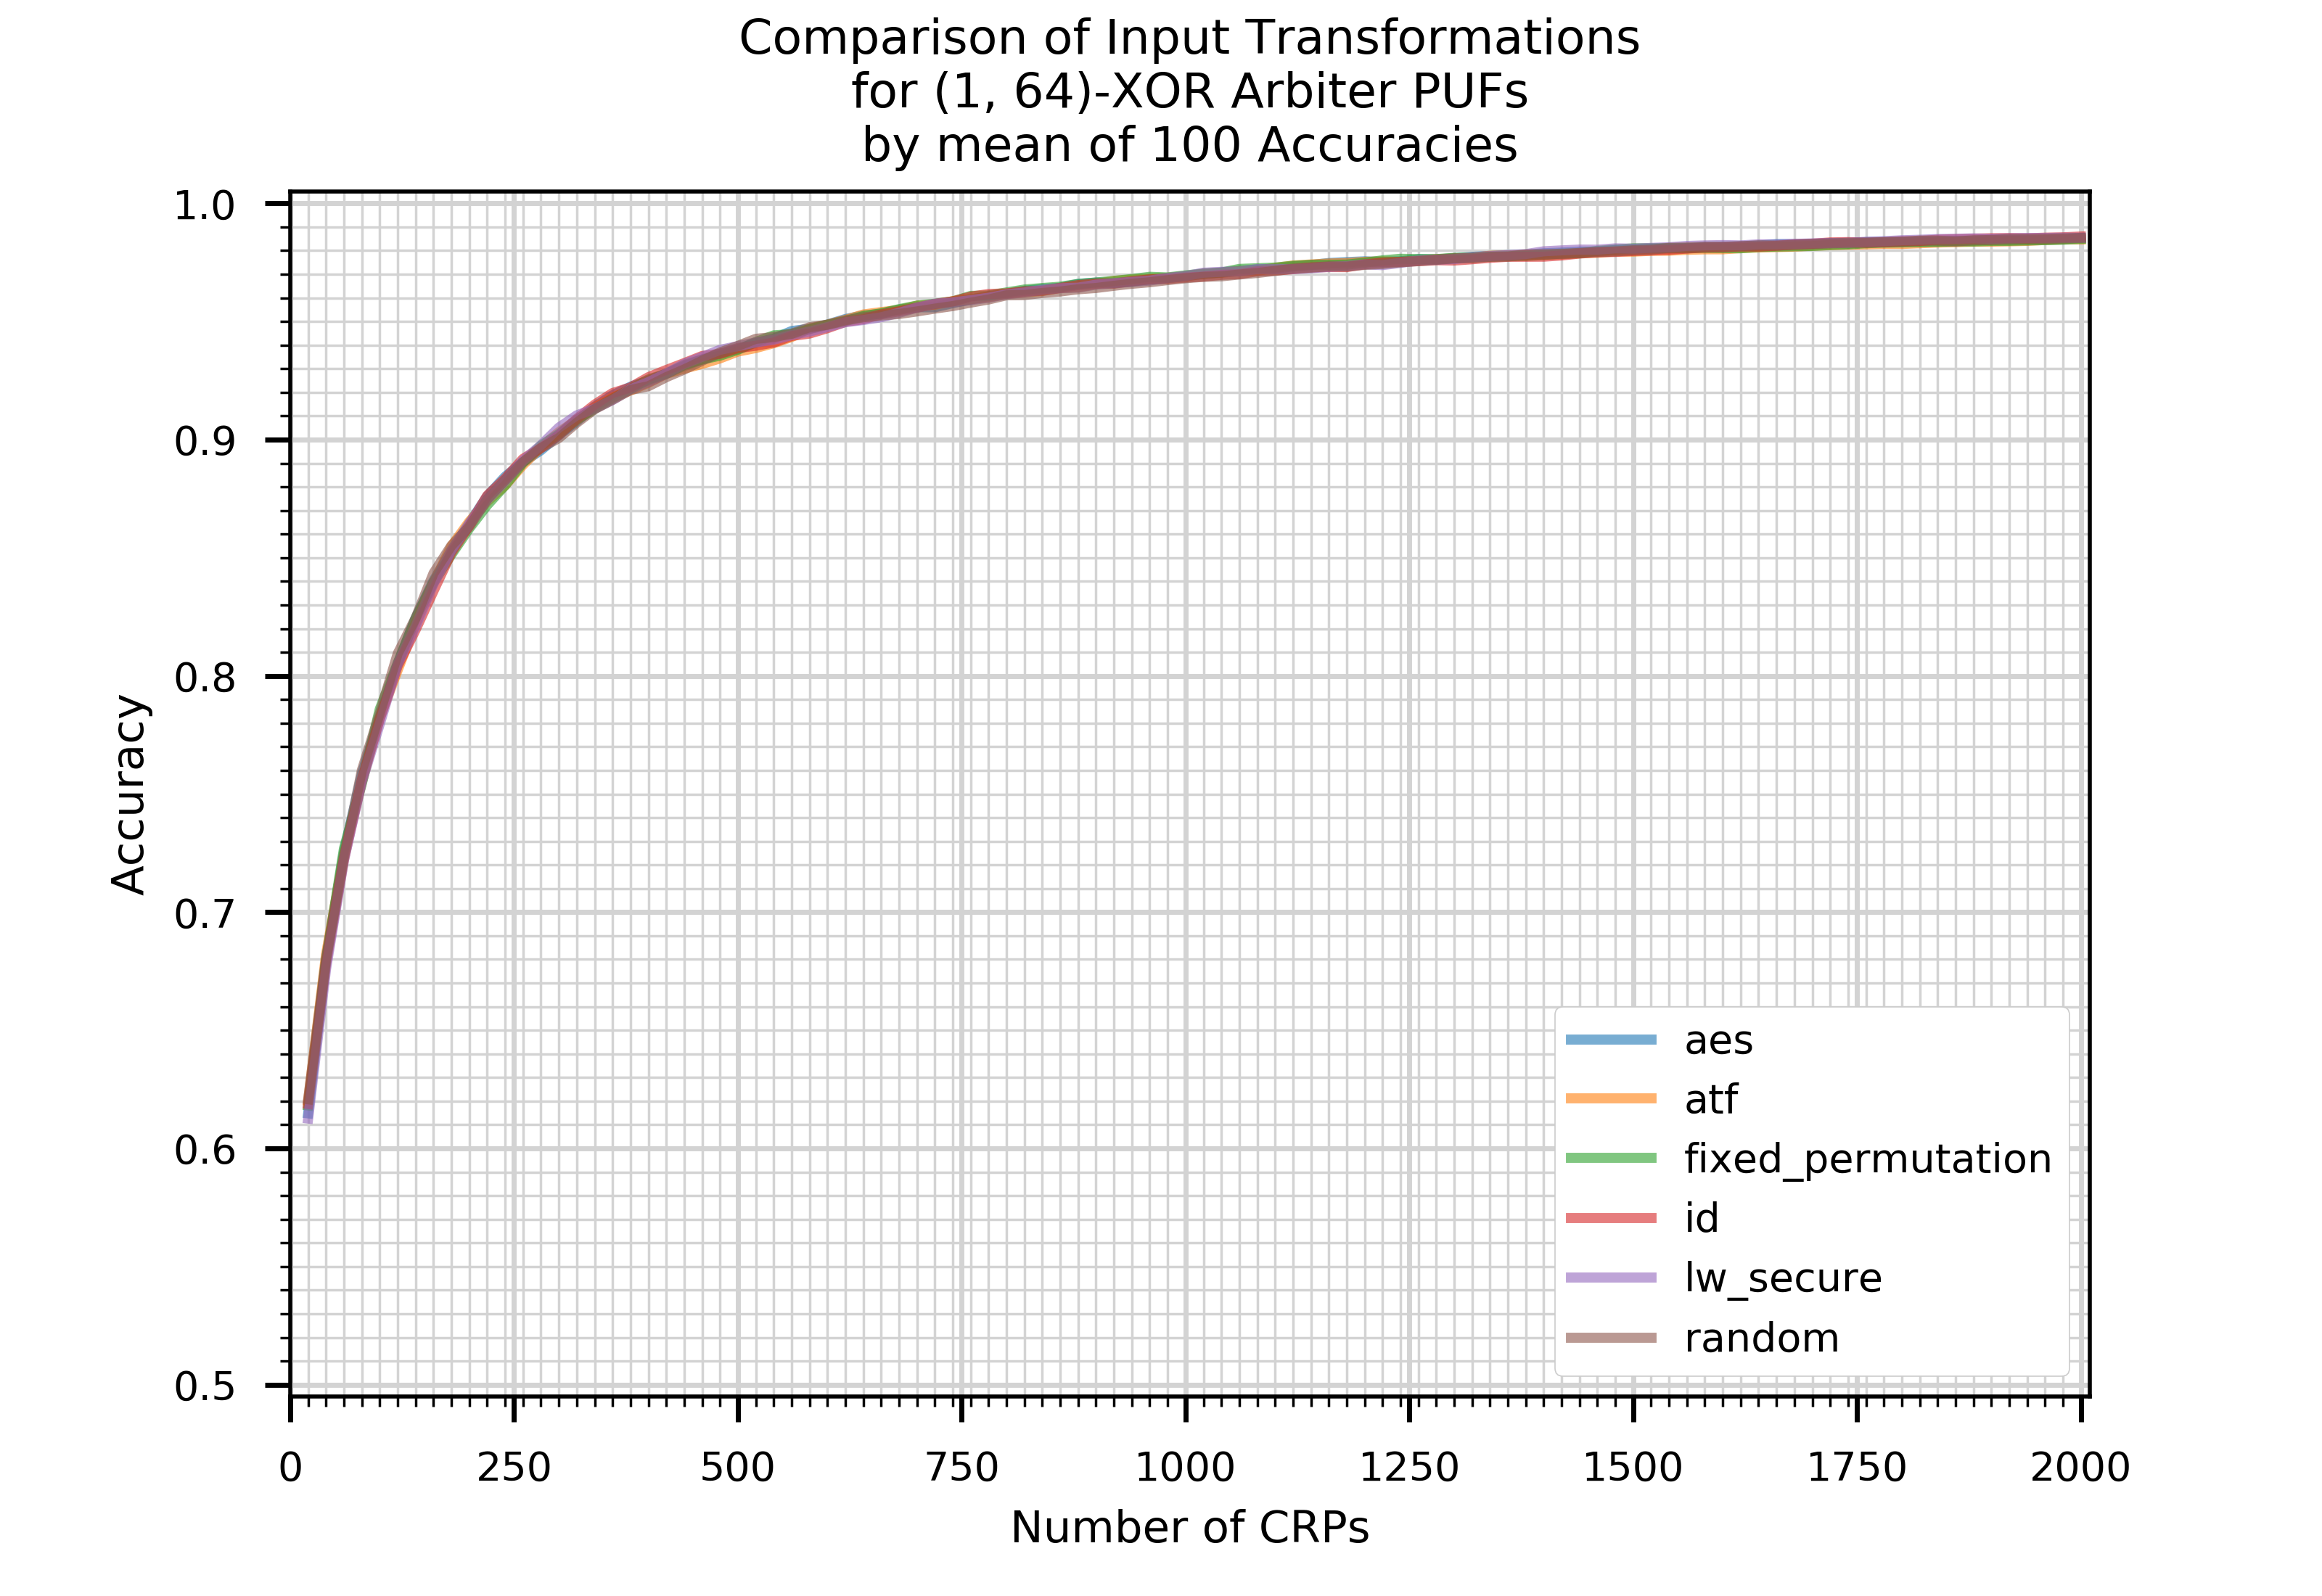 Comparison of Input Transformations
for (1, 64)-XOR Arbiter PUFs
by mean of 100 Accuracies
1.0
0.9
0.8
0.7
0.6
0.5
Accuracy
0 250 500 750 1000 1250 1500 1750 2000
Number of CRPs
aes
atf
fixed_permutation
id
lw_secure
random